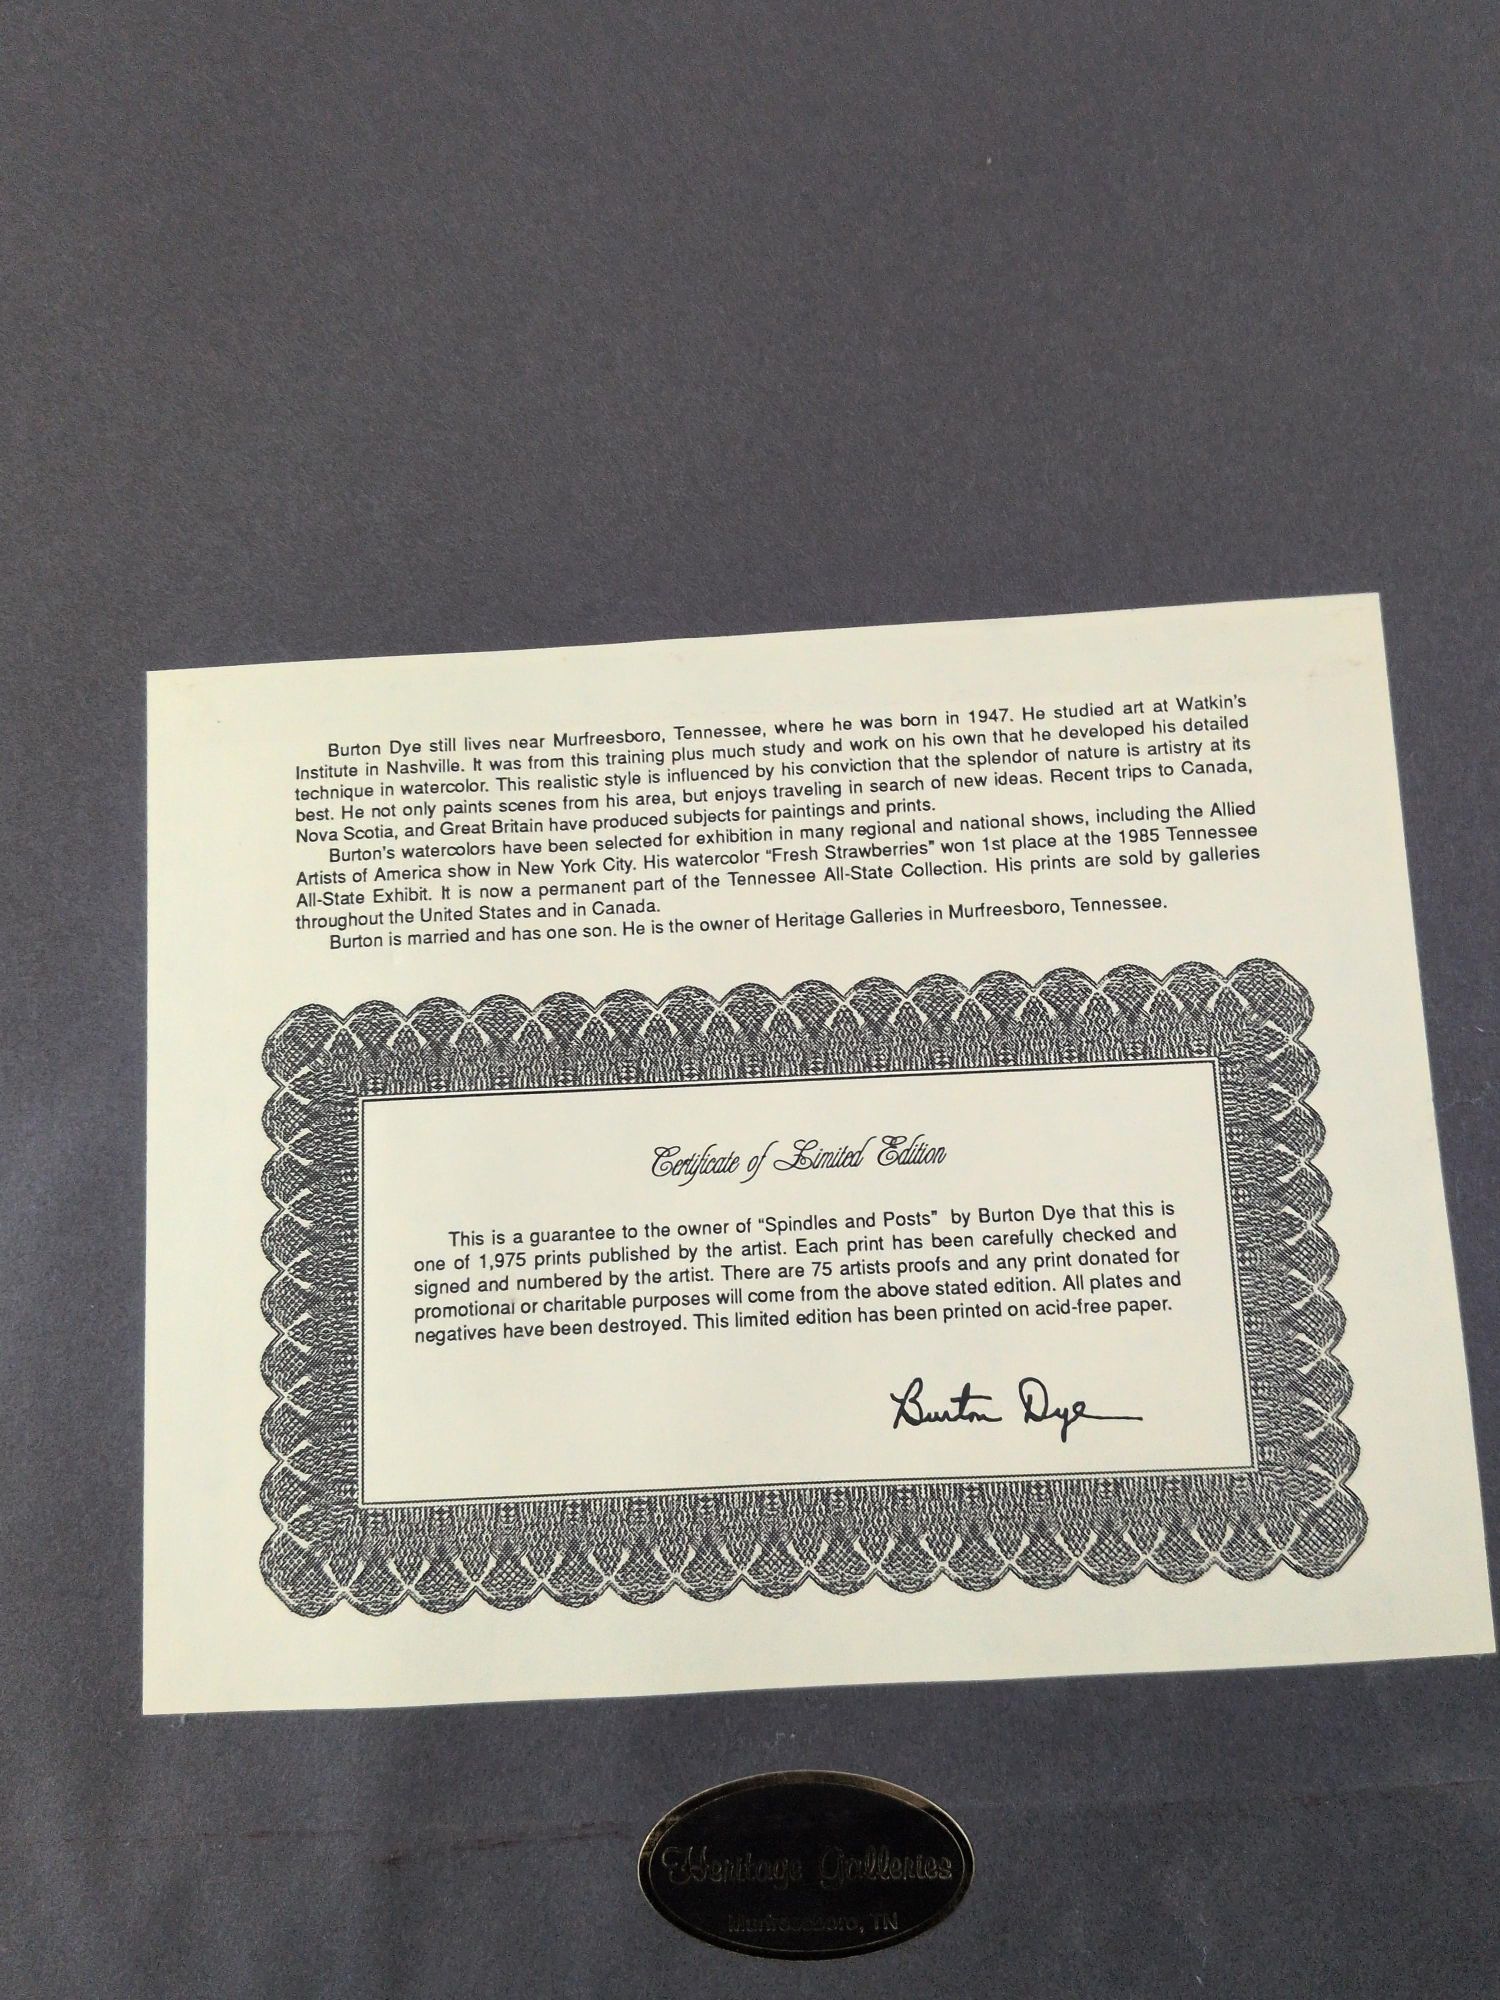 Burton Dye still lives near Murfreesboro, Tennessee, where he was born in 1947. He studied art at Watkin's
Institute in Nashville. It was from this training plus much study and work on his own that he developed his detailed
technique in watercolor. This realistic style is influenced by his conviction that the splendor of nature is artistry at its
best. He not only paints scenes from his area, but enjoys traveling in search of new ideas. Recent trips to Canada,
Nova Scotia, and Great Britain have produced subjects for paintings and prints.
Burton's watercolors have been selected for exhibition in many regional and national shows, including the Allied
Artists of America show in New York City. His watercolor "Fresh Strawberries" won 1st place at the 1985 Tennessee
All-State Exhibit. It is now a permanent part of the Tennessee All-State Collection. His prints are sold by galleries
throughout the United States and in Canada.
Burton is married and has one son. He is the owner of Heritage Galleries in Murfreesboro, Tennessee.
Certificate of Limited Edition
This is a guarantee to the owner of "Spindles and Posts" by Burton Dye that this is
one of 1,975 prints published by the artist. Each print has been carefully checked and
signed and numbered by the artist. There are 75 artists proofs and any print donated for
promotional or charitable purposes will come from the above stated edition. All plates and
negatives have been destroyed. This limited edition has been printed on acid-free paper.
Burton Dye
Heritage Galleries
Murfreesboro, TN